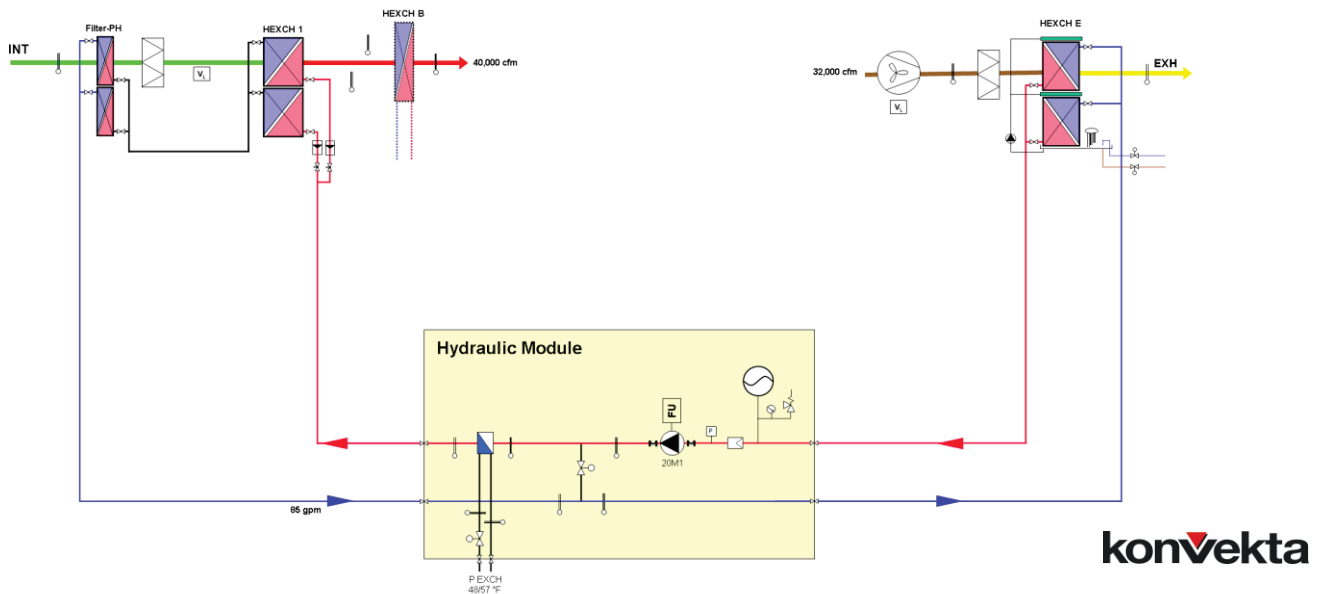 HEXCH B
Filter-PH
HEXCH 1
HEXCH E
INT
VL
40,000 cfm
32,000 cfm
VL
EXH
Hydraulic Module
FU
P
20M1
85 gpm
P EXCH
48/57 °F
konvekta